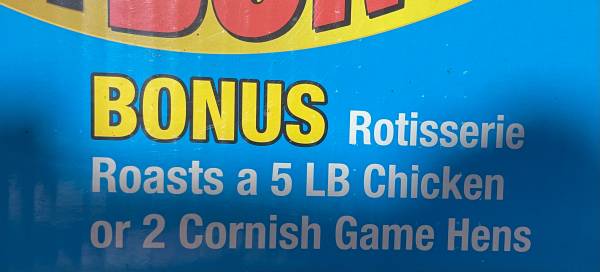 BONUS Rotisserie
Roasts a 5 LB Chicken
or 2 Cornish Game Hens